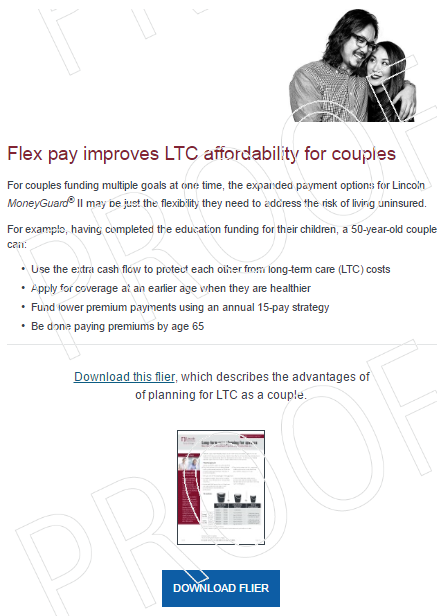 Flex pay improves LTC affordability for couples
For couples funding multiple goals at one time, the expanded payment options for Lincoln
MoneyGuard® II may be just the flexiblity they need to address the risk of living uninsured.
For example, having completed the education funding for their children, a 50-year-old couple
can:
• Use the extra cash flow to protect each other from long-term care (LTC) costs
• Apply for coverage at an earlier age when they are healthier
• Fund lower premium payments using an annual 15-pay strategy
• Be done paying premiums by age 65
Download this flier, which describes the advantages of
of planning for LTC as a couple.
DOWNLOAD FLIER
PROOF
PROOF
PROOF